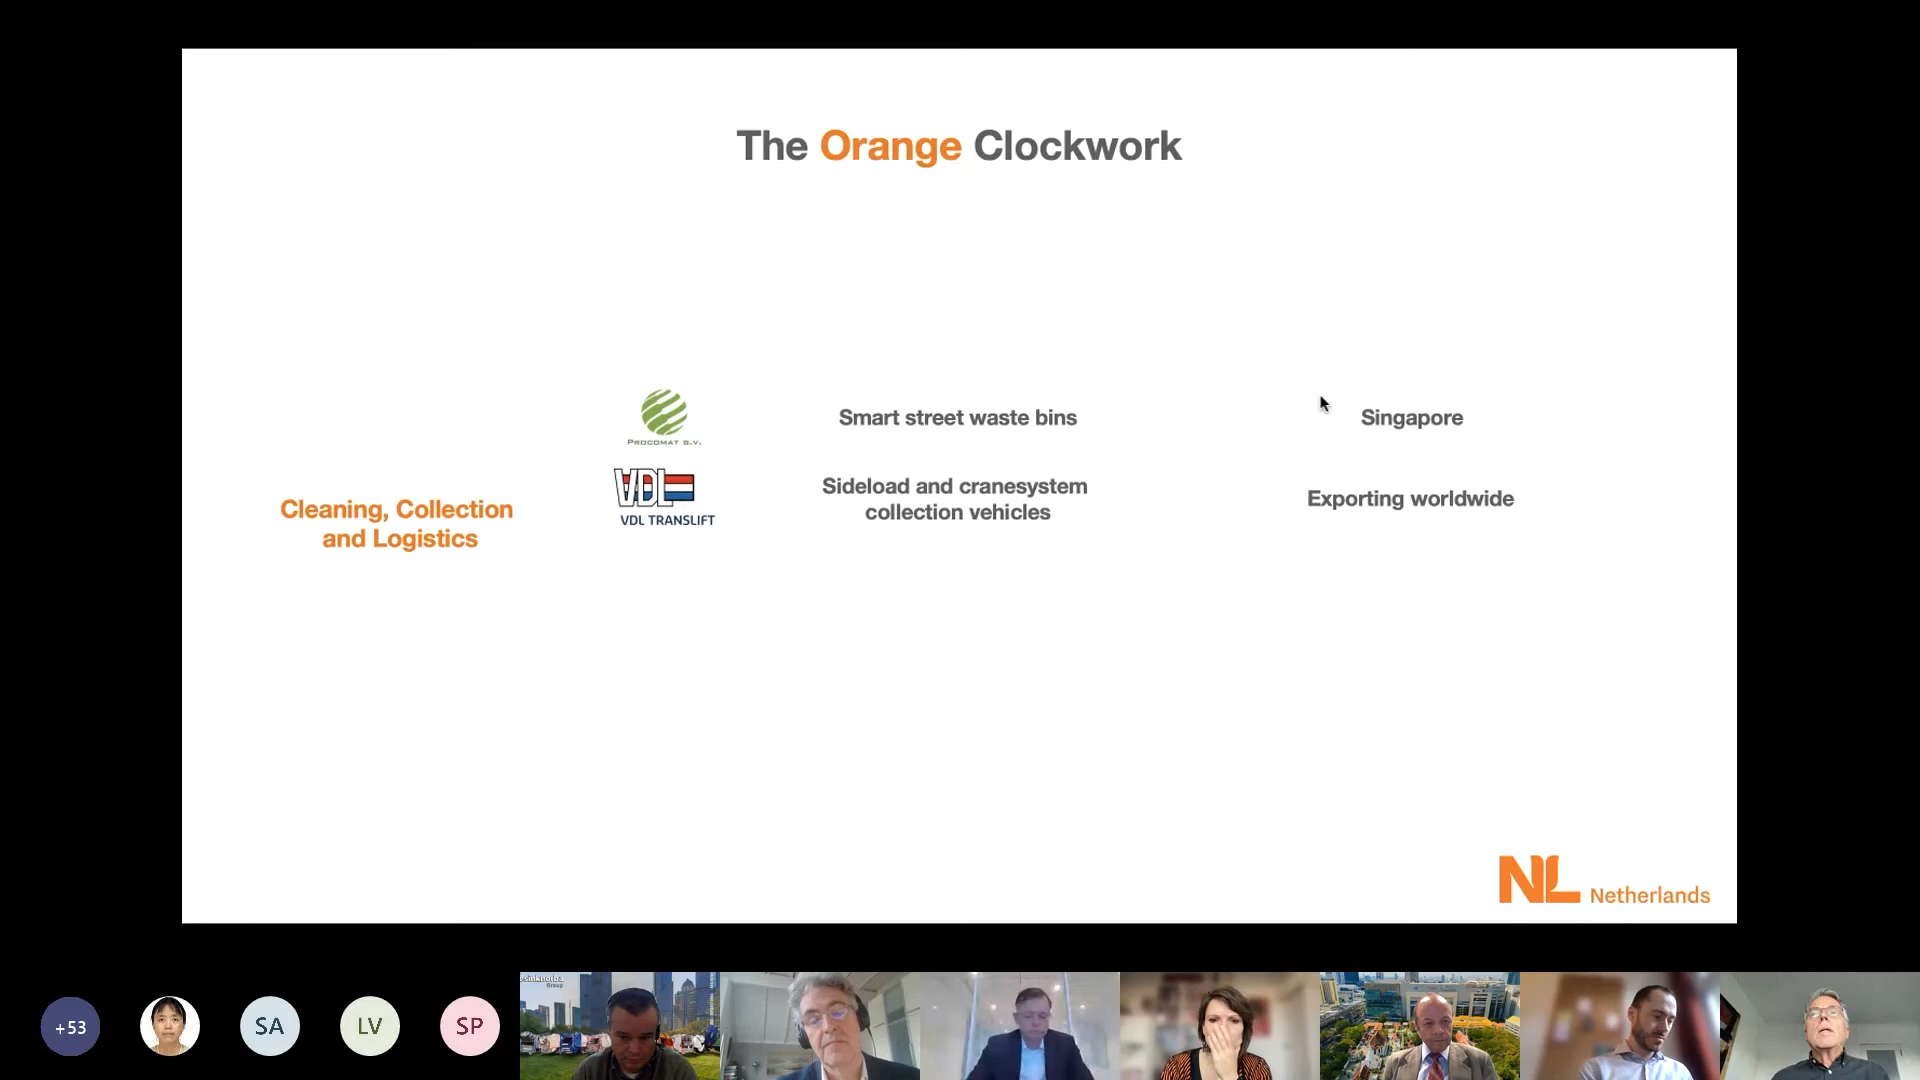 The Orange Clockwork
PROCOMAT B.V.
Smart street waste bins
Singapore
VDL
VDL TRANSLIFT
Sideload and cranesystem
collection vehicles
Exporting worldwide
Cleaning, Collection
and Logistics
NL Netherlands
+53
SA
LV
SP
Group